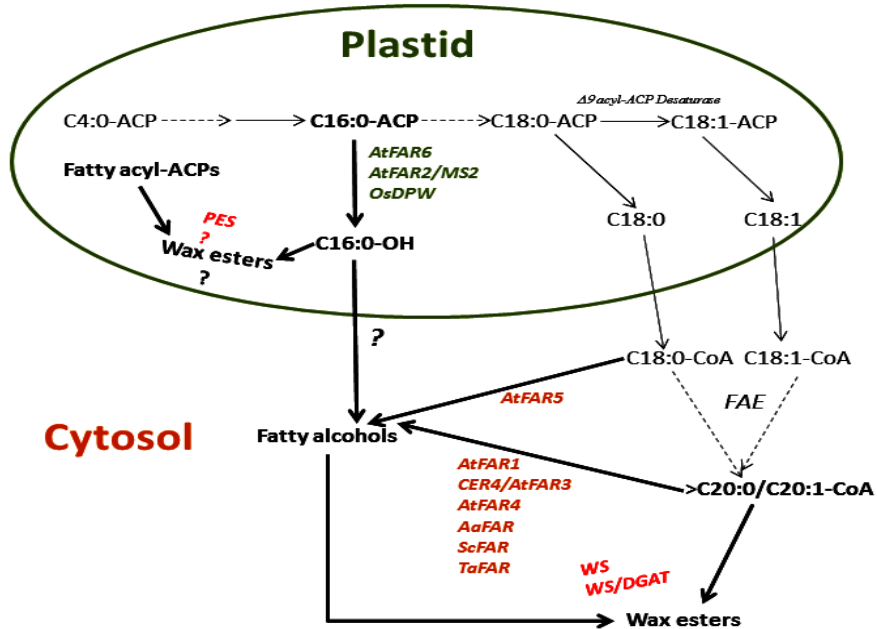 Plastid
Δ9acyl-ACP Desaturase
C4:0-ACP C16:0-ACP C18:0-ACP C18:1-ACP
AtFAR6
Fatty acyl-ACPs AtFAR2/MS2
OsDPW
PES
?
C18:0 C18:1
Wax esters C16:0-OH
?
?
C18:0-CoA C18:1-CoA
AtFAR5 FAE
Cytosol Fatty alcohols
AtFAR1
CER4/AtFAR3 >C20:0/C20:1-CoA
AtFAR4
AaFAR
ScFAR
TaFAR WS
WS/DGAT
Wax esters